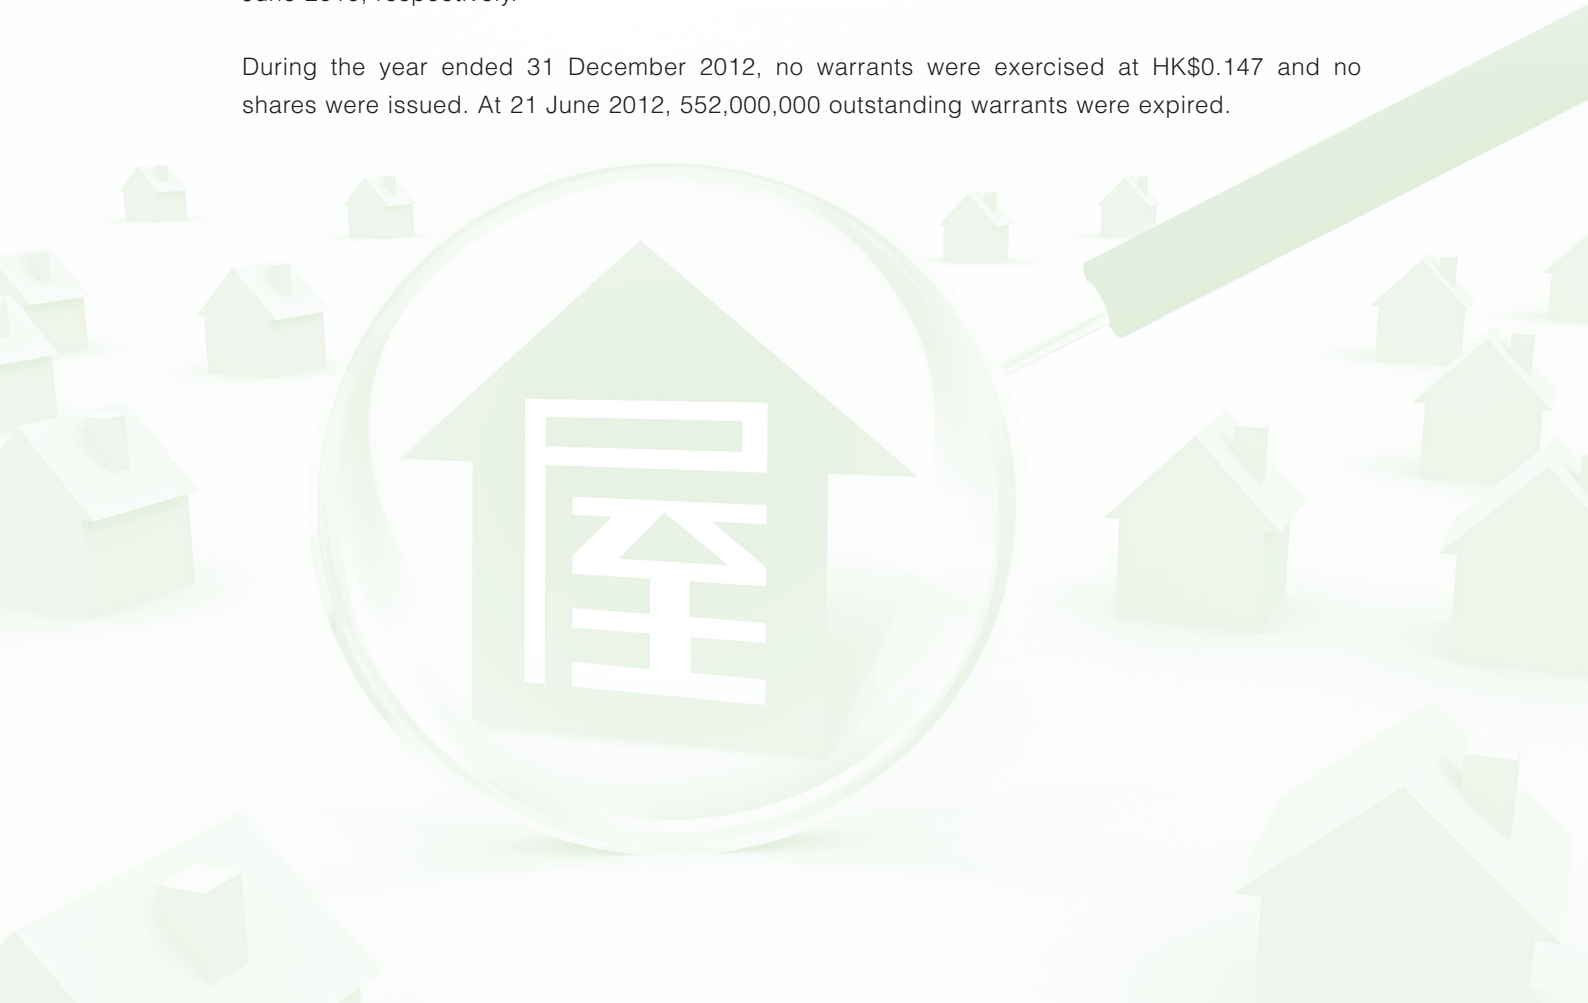 During the year ended 31 December 2012, no warrants were exercised at HK$0.147 and no
shares were issued. At 21 June 2012, 552,000,000 outstanding warrants were expired.
屋